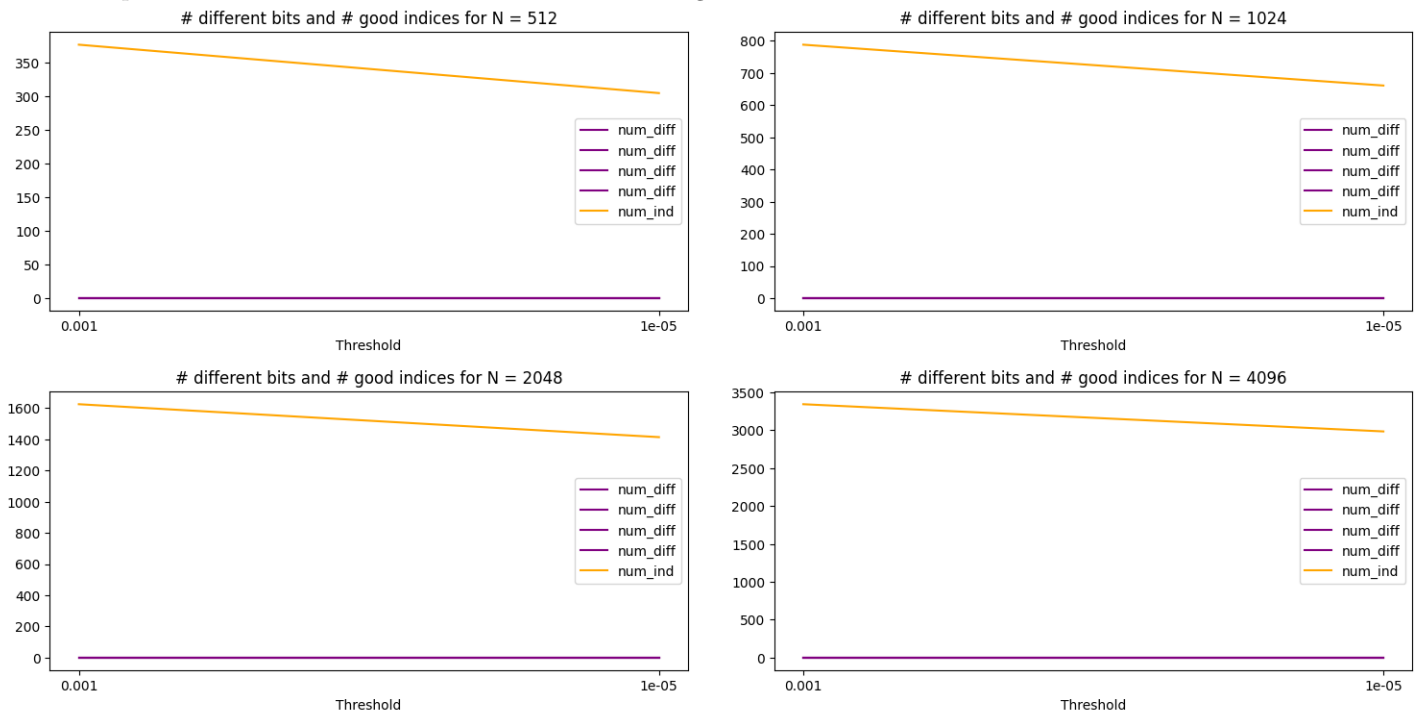 # different bits and # good indices for N = 512
350
300
250
200
150
100
50
0
num_diff
num_diff
num_diff
num_diff
num_ind
0.001
1e-05
Threshold
# different bits and # good indices for N = 1024
800
700
600
500
400
300
200
100
0
num_diff
num_diff
num_diff
num_diff
num_ind
0.001
1e-05
Threshold
# different bits and # good indices for N = 2048
1600
1400
1200
1000
800
600
400
200
0
num_diff
num_diff
num_diff
num_diff
num_ind
0.001
1e-05
Threshold
# different bits and # good indices for N = 4096
3500
3000
2500
2000
1500
1000
500
0
num_diff
num_diff
num_diff
num_diff
num_ind
0.001
1e-05
Threshold